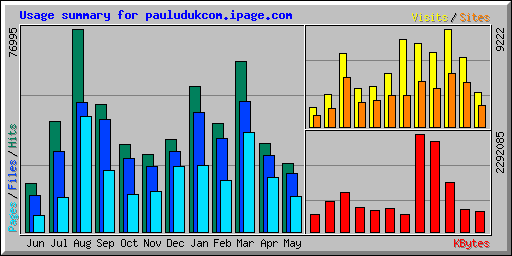 Usage summary for pauludukcom.ipage.com
Visits/Sites
76995
9222
2292085
Pages/Files/Hits
Jun Jul Aug Sep Oct Nov Dec Jan Feb Mar Apr May
KBytes